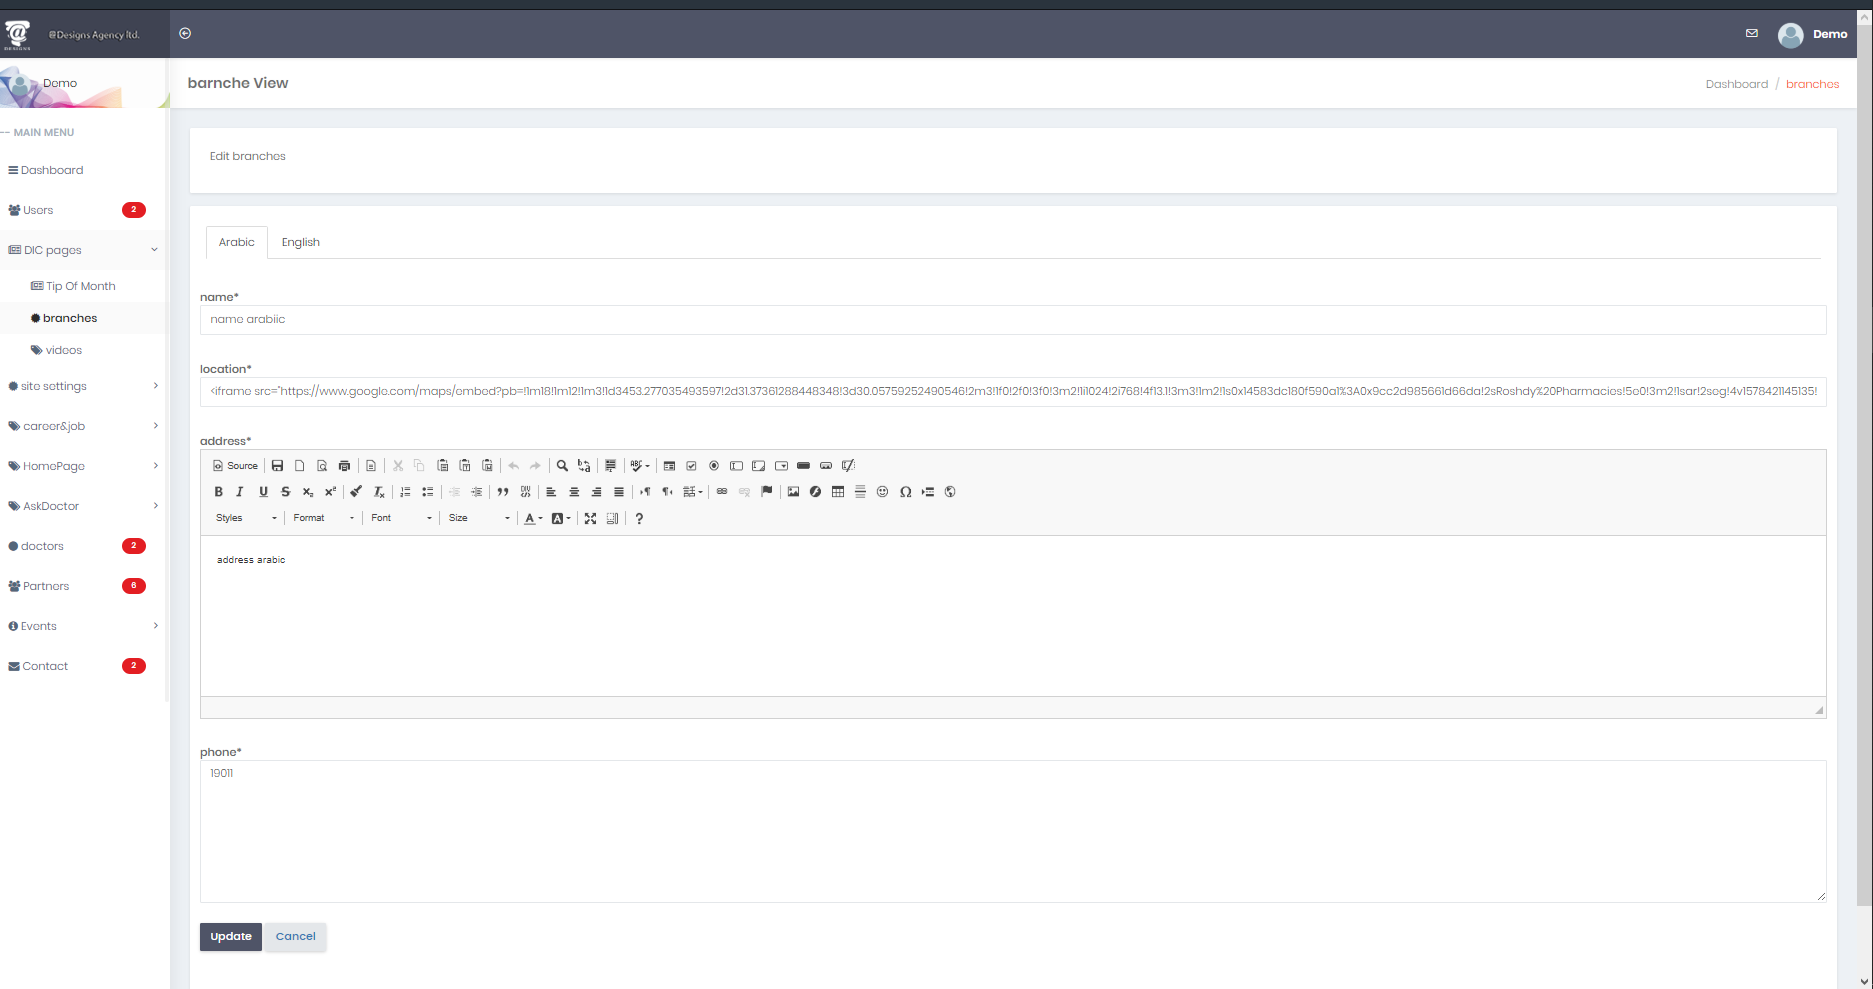 @Designs Agency ltd.
DESIGNS
Demo
Demo
barnche View
Dashboard / branches
-- MAIN MENU
Dashboard
Users 2
DIC pages
Tip Of Month
branches
videos
site settings
career&job
HomePage
AskDoctor
doctors 2
Partners 6
Events
Contact 2
Edit branches
Arabic English
name*
name arabiic
location*
<iframe src="https://www.google.com/maps/embed?pb=!1m18!1m12!1m3!1d3453.277035493597!2d31.37361288448348!3d30.05759252490546!2m3!1f0!2f0!3f0!3m2!1i1024!2i768!4f13.1!3m3!1m2!1s0x14583dc180f590a1%3A0x9cc2d985661d66da!2sRoshdy%20Pharmacies!5e0!3m2!1sar!2seg!4v1578421145135!
address*
Source
Styles Format Font Size
address arabic
phone*
19011
Update Cancel